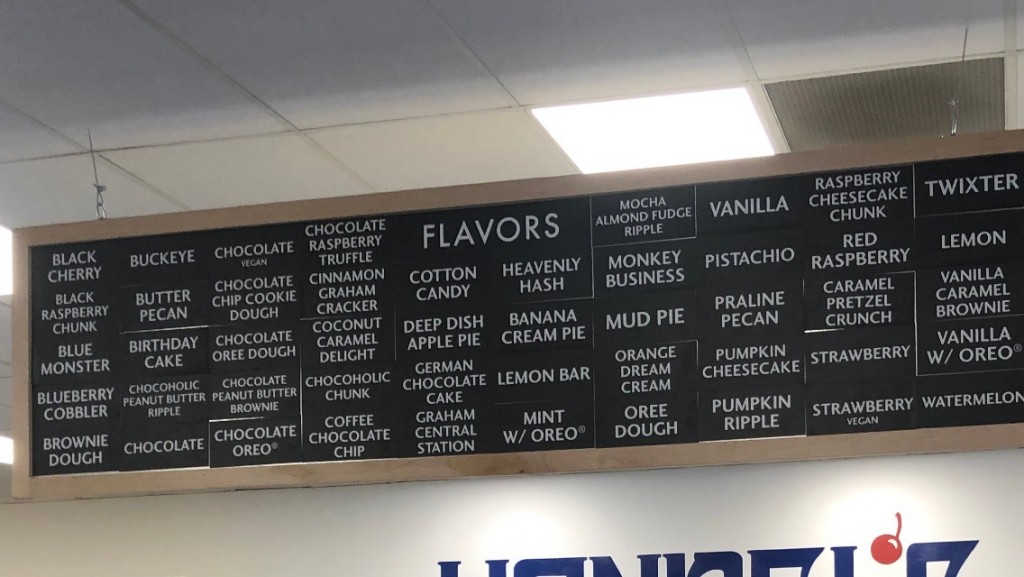 BLACK
CHERRY
BLACK
RASPBERRY
CHUNK
BLUE
MONSTER
BLUEBERRY
COBBLER
BROWNIE
DOUGH
BUCKEYE
BUTTER
PECAN
BIRTHDAY
CAKE
CHOCOHOLIC
PEANUT BUTTER
RIPPLE
CHOCOLATE
CHOCOLATE
VEGAN
CHOCOLATE
CHIP COOKIE
DOUGH
CHOCOLATE
OREE DOUGH
CHOCOLATE
PEANUT BUTTER
BROWNIE
CHOCOLATE
OREO®
CHOCOLATE
RASPBERRY
TRUFFLE
CINNAMON
GRAHAM
CRACKER
COCONUT
CARAMEL
DELIGHT
CHOCOHOLIC
CHUNK
COFFEE
CHOCOLATE
CHIP
FLAVORS
COTTON
CANDY
DEEP DISH
APPLE PIE
GERMAN
CHOCOLATE
CAKE
GRAHAM
CENTRAL
STATION
HEAVENLY
HASH
BANANA
CREAM PIE
LEMON BAR
MINT
W/ OREO®
MOCHA
ALMOND FUDGE
RIPPLE
MONKEY
BUSINESS
MUD PIE
ORANGE
DREAM
CREAM
OREE
DOUGH
VANILLA
PISTACHIO
PRALINE
PECAN
PUMPKIN
CHEESECAKE
PUMPKIN
RIPPLE
RASPBERRY
CHEESECAKE
CHUNK
RED
RASPBERRY
CARAMEL
PRETZEL
CRUNCH
STRAWBERRY
STRAWBERRY
VEGAN
TWIXTER
LEMON
VANILLA
CARAMEL
BROWNIE
VANILLA
W/ OREO®
WATERMELON